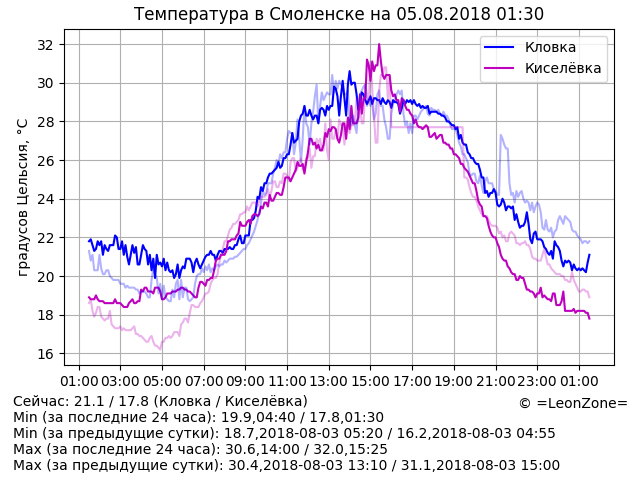 Температура в Смоленске на 05.08.2018 01:30
градусов Цельсия, °C
32
30
28
26
24
22
20
18
16
Кловка
Киселёвка
01:00 03:00 05:00 07:00 09:00 11:00 13:00 15:00 17:00 19:00 21:00 23:00 01:00
Сейчас: 21.1 / 17.8 (Кловка / Киселёвка)
© =LeonZone=
Min (за последние 24 часа): 19.9,04:40 / 17.8,01:30
Min (за предыдущие сутки): 18.7,2018-08-03 05:20 / 16.2,2018-08-03 04:55
Max (за последние 24 часа): 30.6,14:00 / 32.0,15:25
Max (за предыдущие сутки): 30.4,2018-08-03 13:10 / 31.1,2018-08-03 15:00